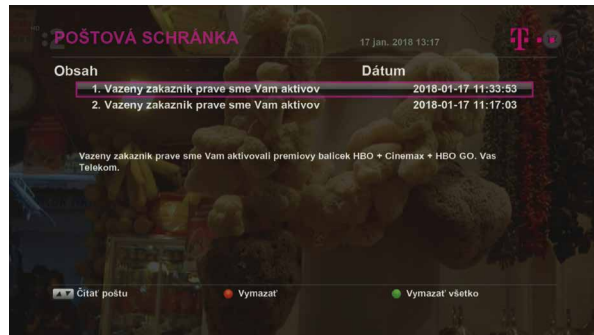 HD
:2
POŠTOVÁ SCHRÁNKA
17 jan. 2018 13:17
T
Obsah Dátum
1. Vazeny zakaznik prave sme Vam aktivov 2018-01-17 11:33:53
2. Vazeny zakaznik prave sme Vam aktivov 2018-01-17 11:17:03
Vazeny zakaznik prave sme Vam aktivovali premiovy balicek HBO + Cinemax + HBO GO. Vas
Telekom.
Čítať poštu Vymazať Vymazať všetko